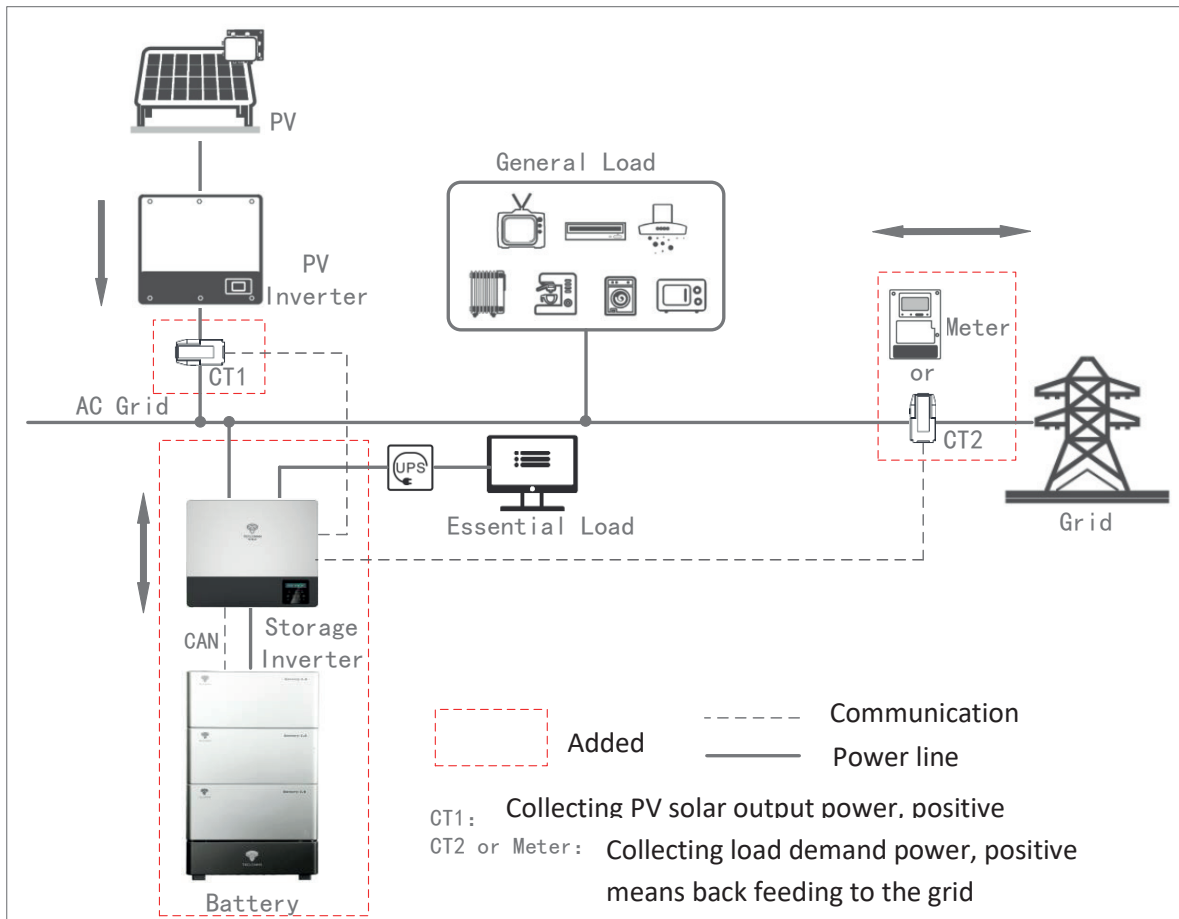 PV
General Load
PV
Inverter
Meter
or
CT1
AC Grid
CT2
UPS
Essential Load
Grid
CAN
Storage
Inverter
Communication
Added
Power line
CT1: Collecting PV solar output power, positive
CT2 or Meter: Collecting load demand power, positive
means back feeding to the grid
Battery